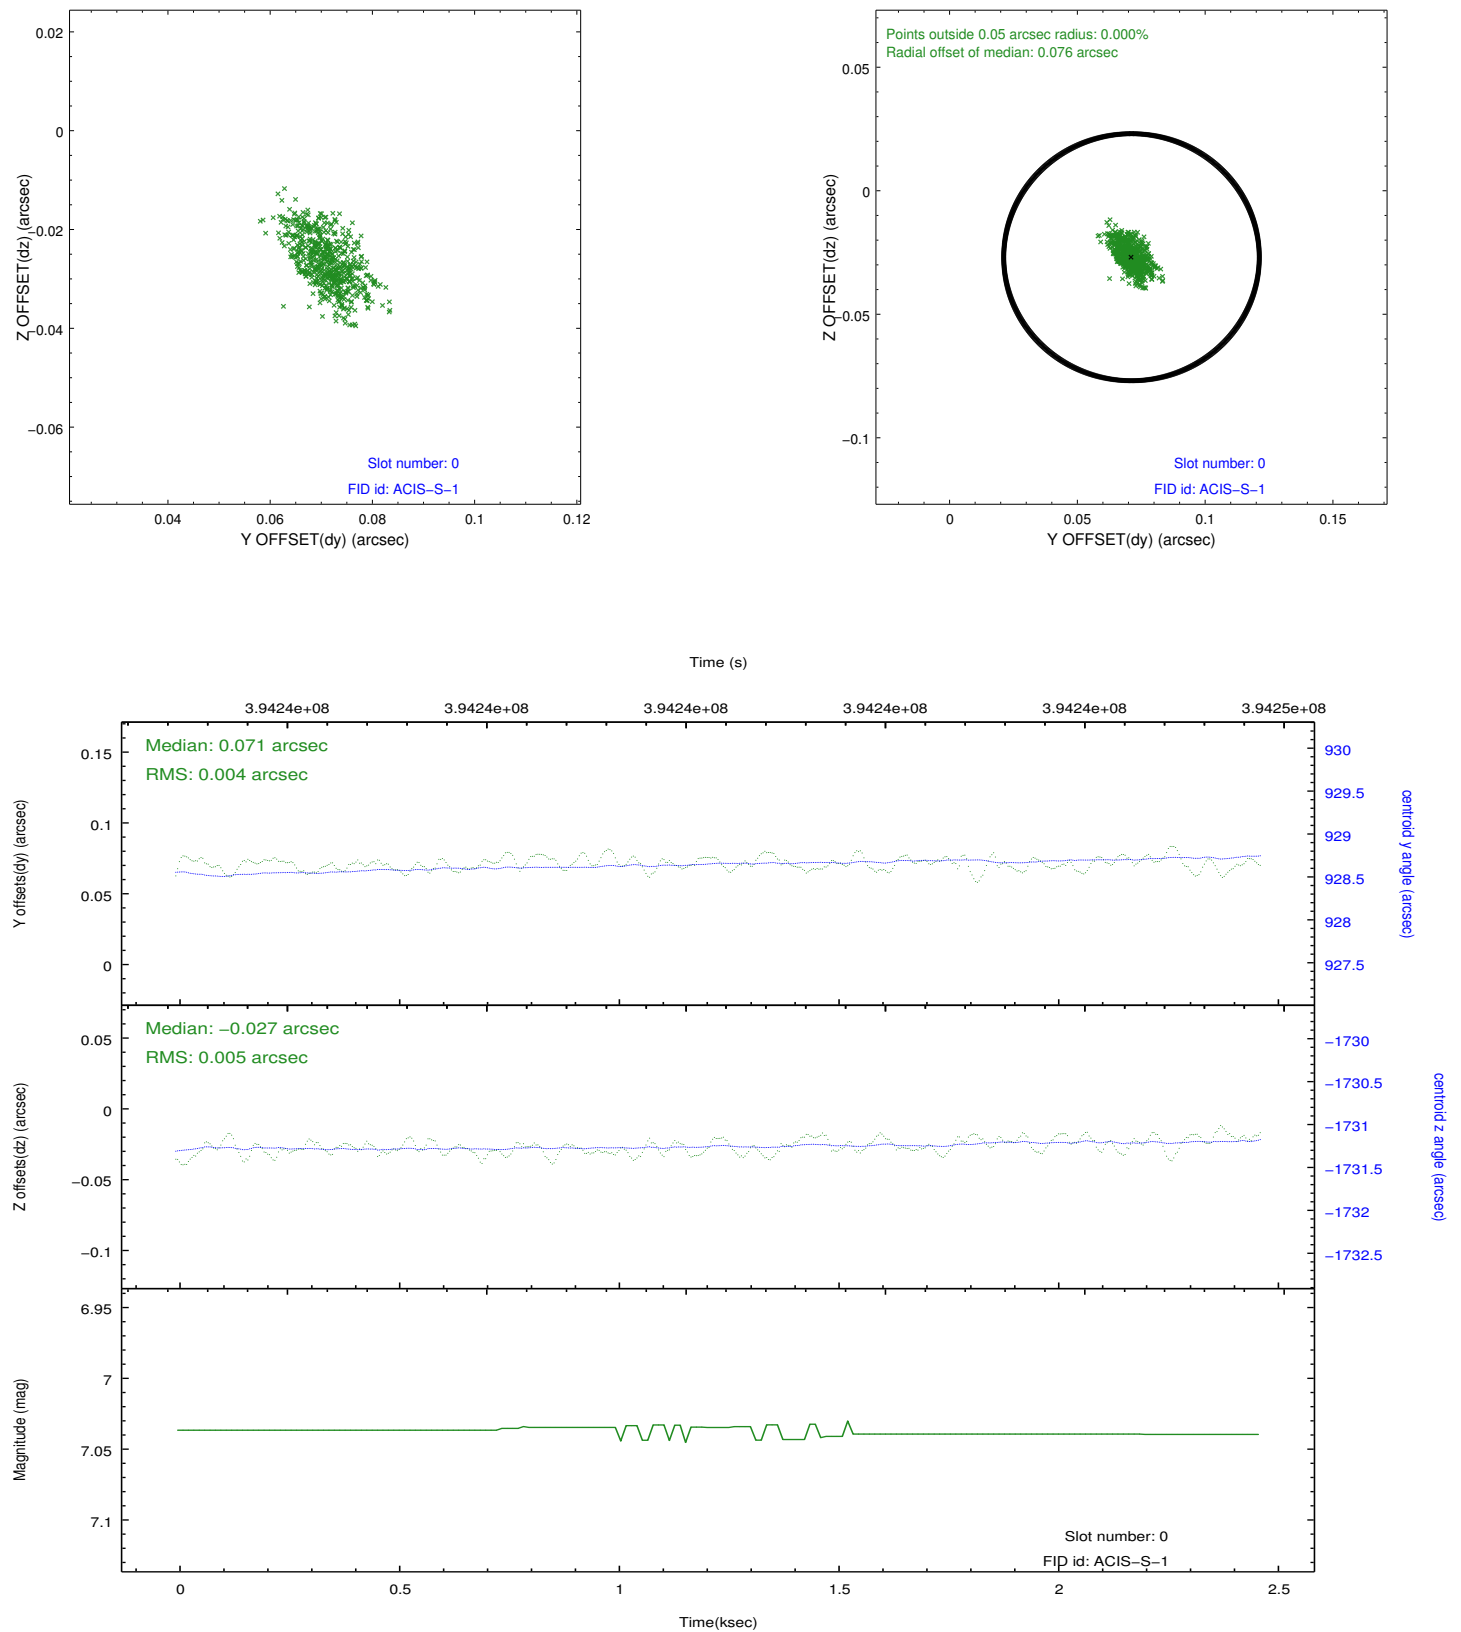 0.02
0
−0.02
−0.04
−0.06
Z OFFSET(dz) (arcsec)
Slot number: 0
FID id: ACIS−S−1
0.04 0.06 0.08 0.1 0.12
Y OFFSET(dy) (arcsec)
Points outside 0.05 arcsec radius: 0.000%
Radial offset of median: 0.076 arcsec
0.05
0
−0.05
−0.1
Z OFFSET(dz) (arcsec)
Slot number: 0
FID id: ACIS−S−1
0 0.05 0.1 0.15
Y OFFSET(dy) (arcsec)
Time (s)
3.9424e+08 3.9424e+08 3.9424e+08 3.9424e+08 3.9424e+08 3.9425e+08
Median: 0.071 arcsec
RMS: 0.004 arcsec
0.15
0.1
0.05
0
Y offsets(dy) (arcsec)
930
929.5
929
928.5
928
927.5
centroid y angle (arcsec)
Median: −0.027 arcsec
RMS: 0.005 arcsec
0.05
0
−0.05
−0.1
Z offsets(dz) (arcsec)
−1730
−1730.5
−1731
−1731.5
−1732
−1732.5
centroid z angle (arcsec)
6.95
7
7.05
7.1
Magnitude (mag)
Slot number: 0
FID id: ACIS−S−1
0 0.5 1 1.5 2 2.5
Time(ksec)